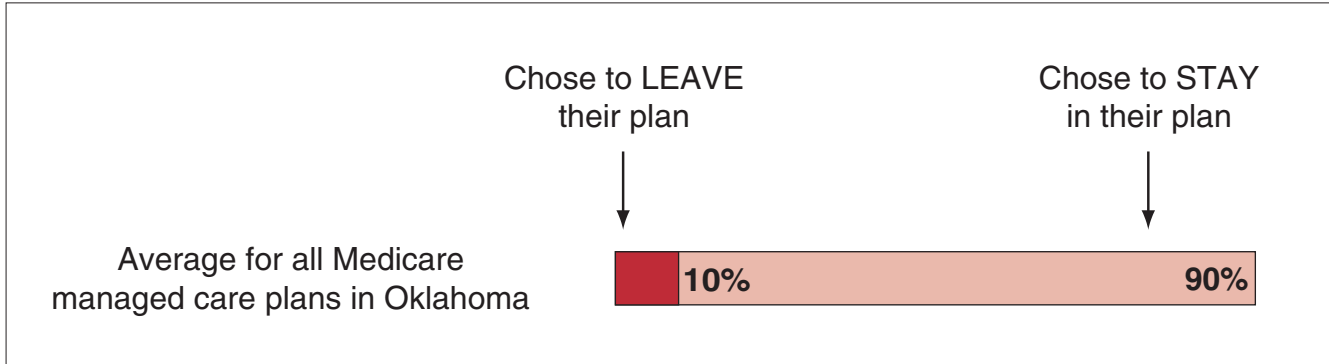 Chose to LEAVE
their plan
Chose to STAY
in their plan
Average for all Medicare
managed care plans in Oklahoma
10%
90%